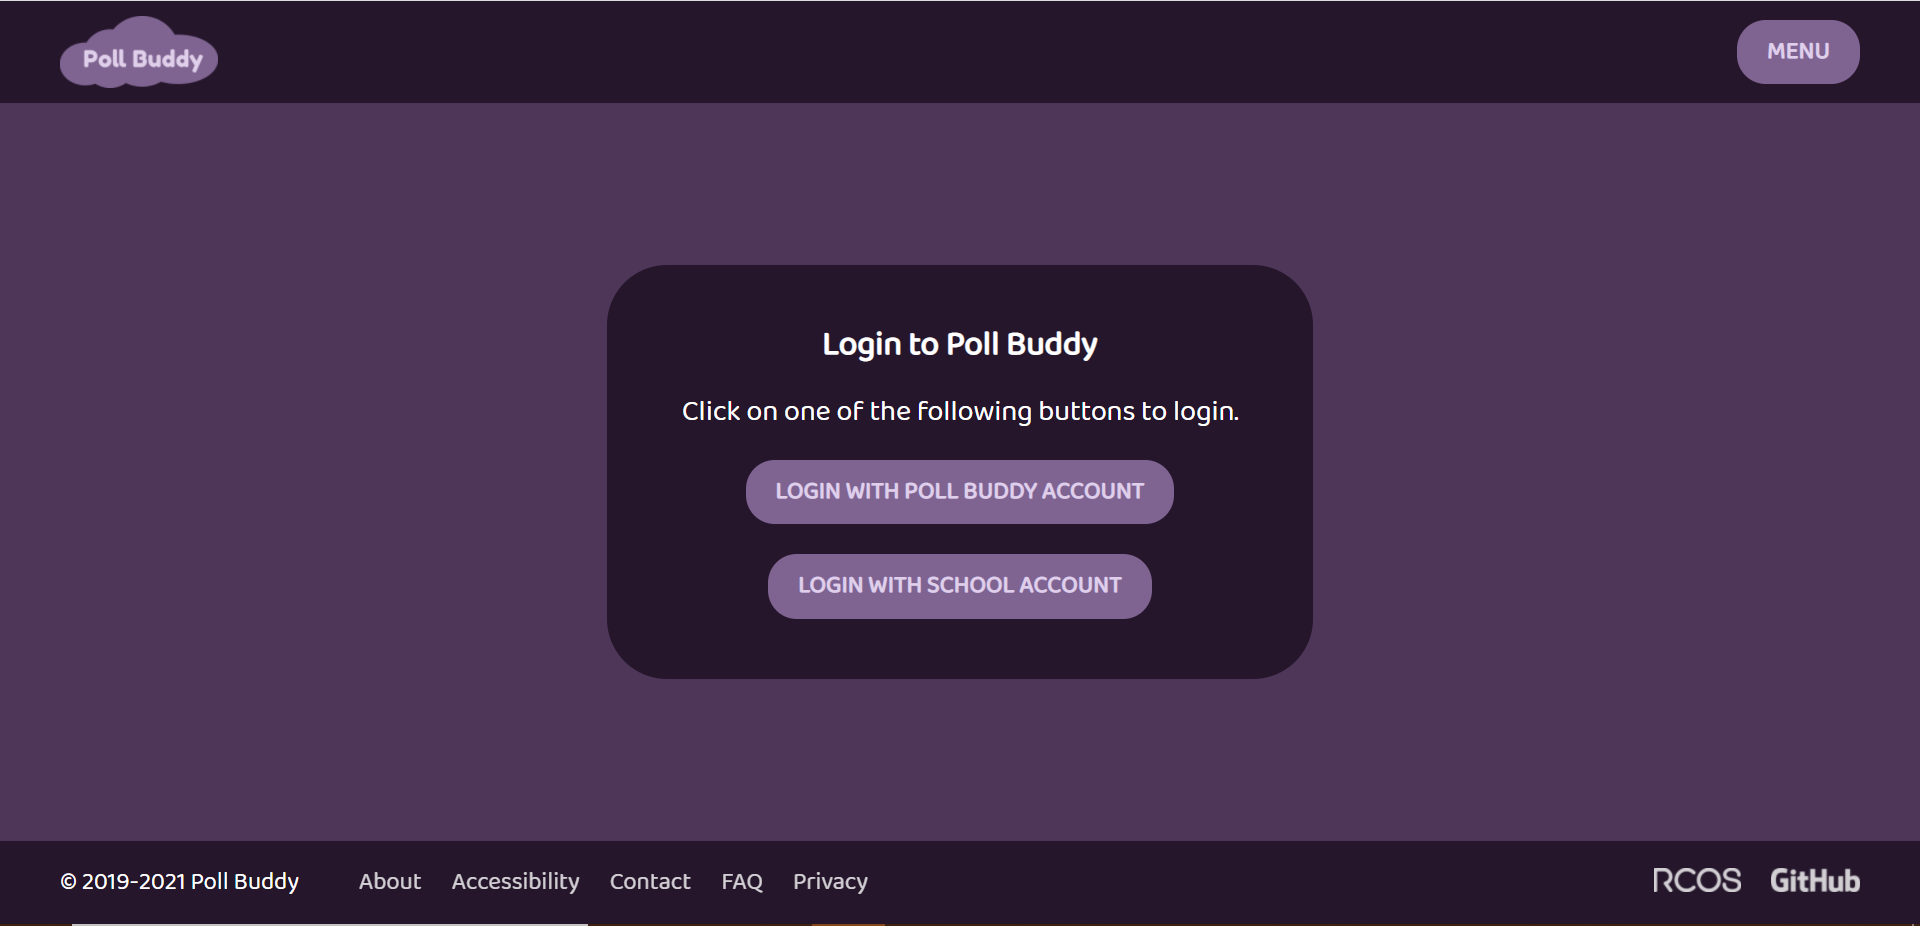 Poll Buddy
MENU
Login to Poll Buddy
Click on one of the following buttons to login.
LOGIN WITH POLL BUDDY ACCOUNT
LOGIN WITH SCHOOL ACCOUNT
© 2019-2021 Poll Buddy About Accessibility Contact FAQ Privacy RCOS GitHub